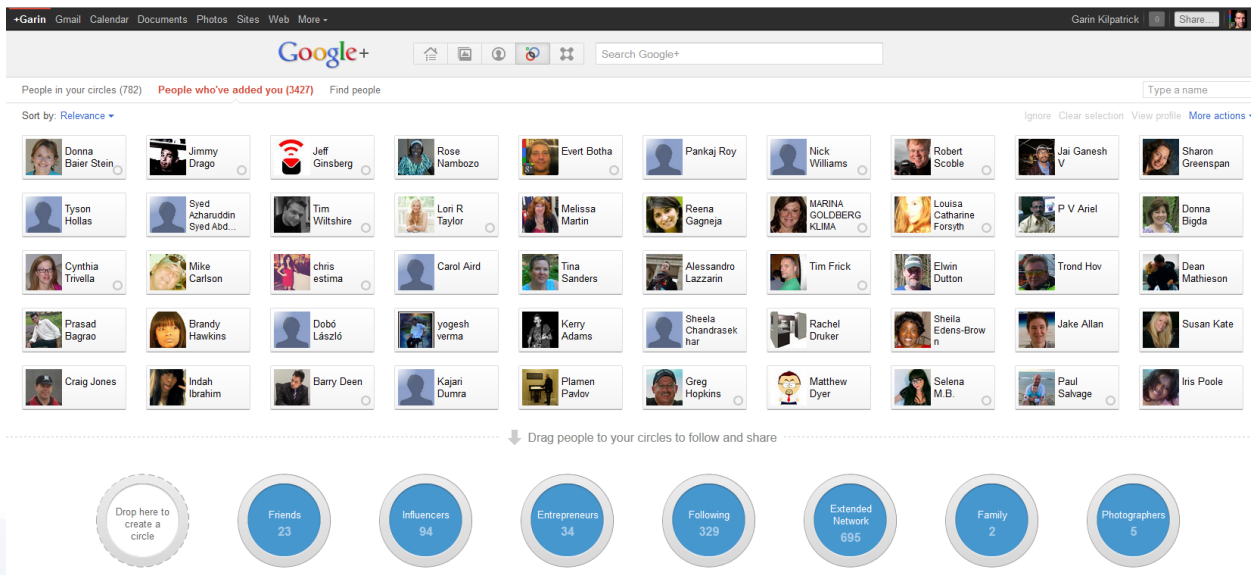 +Garin Gmail Calendar Documents Photos Sites Web More
Garin Kilpatrick 0 Share...
Google+
Search Google+
People in your circles (782) People who've added you (3427) Find people
Type a name
Sort by: Relevance
Ignore Clear selection View profile More actions
Donna
Baier Stein
Jimmy
Drago
Jeff
Ginsberg
Rose
Nambozo
Evert Botha
Pankaj Roy
Nick
Williams
Robert
Scoble
Jai Ganesh
V
Sharon
Greenspan
Tyson
Hollas
Syed
Azharuddin
Syed Abd...
Tim
Wiltshire
Lori R
Taylor
Melissa
Martin
Reena
Gagneja
MARINA
GOLDBERG
KLIMA
Louisa
Catharine
Forsyth
P V Ariel
Donna
Bigda
Cynthia
Trivella
Mike
Carlson
chris
estima
Carol Aird
Tina
Sanders
Alessandro
Lazzarin
Tim Frick
Elwin
Dutton
Trond Hov
Dean
Mathieson
Prasad
Bagrao
Brandy
Hawkins
Dobó
László
yogesh
verma
Kerry
Adams
Sheela
Chandrasek
har
Rachel
Druker
Sheila
Edens-Brow
n
Jake Allan
Susan Kate
Craig Jones
Indah
Ibrahim
Barry Deen
Kajari
Dumra
Plamen
Pavlov
Greg
Hopkins
Matthew
Dyer
Selena
M.B.
Paul
Salvage
Iris Poole
Drag people to your circles to follow and share
Drop here to
create a
circle
Friends
23
Influencers
94
Entrepreneurs
34
Following
329
Extended
Network
695
Family
2
Photographers
5